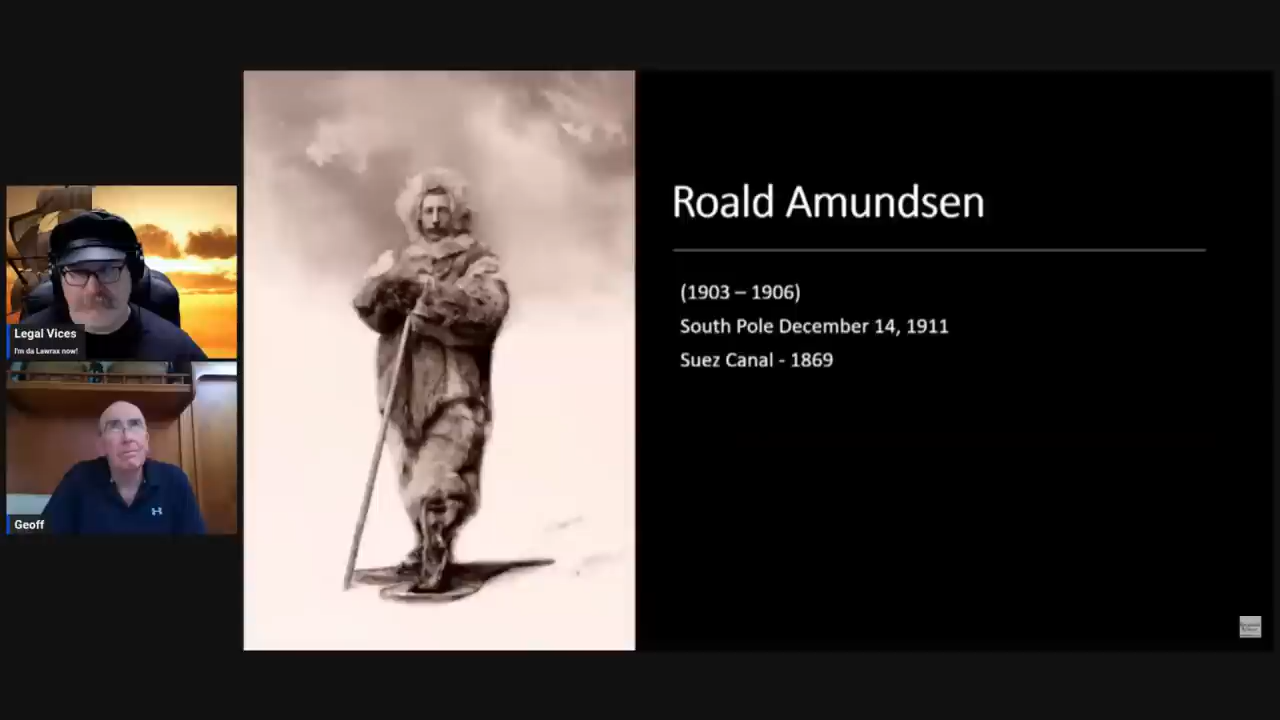 Roald Amundsen
(1903 – 1906)
South Pole December 14, 1911
Suez Canal - 1869
Legal Vices
I'm da Lawrax now!
Geoff